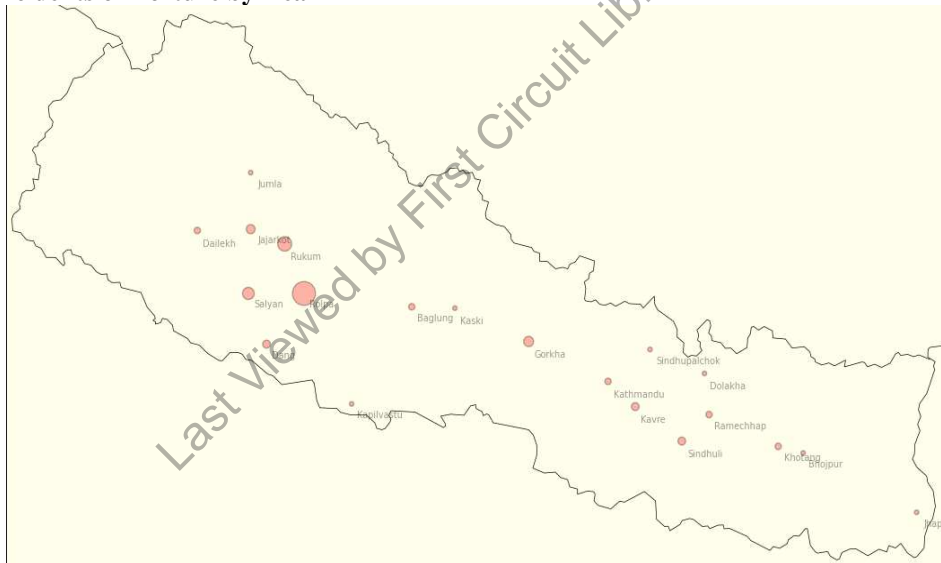 Last Viewed by First Circuit Lib
Jumla
Dailekh
Jajarkot
Rukum
Salyan
Rolpa
Baglung
Kaski
Dang
Gorkha
Sindhupalchok
Dolakha
Kapilvastu
Kathmandu
Kavre
Ramechhap
Sindhuli
Khotang
Bhojpur